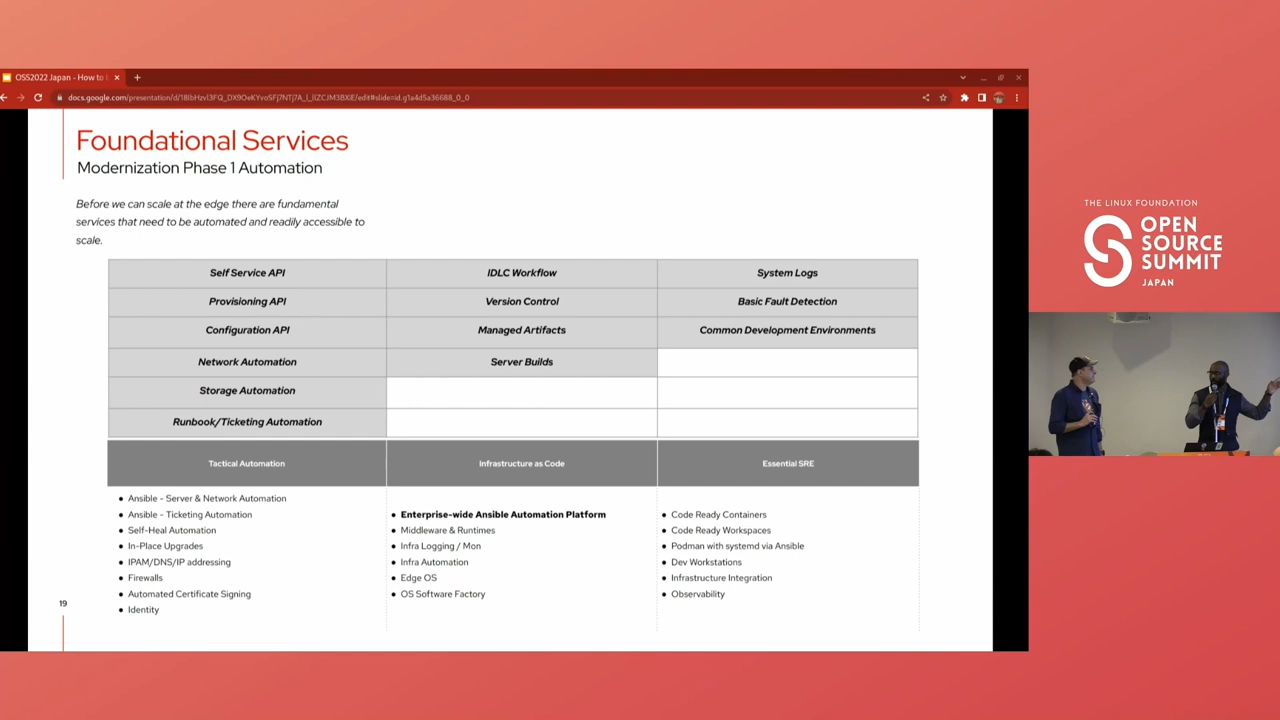 OSS2022 Japan - How to
docs.google.com/presentation/d/18IbHzvl3FQ_DX9OeKYvoSFj7NTj7A_l_lIZCJM3BXiE/edit#slide=id.g1a4d5a36688_0_0
Foundational Services
Modernization Phase 1 Automation
Before we can scale at the edge there are fundamental
services that need to be automated and readily accessible to
scale.
Self Service API IDLC Workflow System Logs
Provisioning API Version Control Basic Fault Detection
Configuration API Managed Artifacts Common Development Environments
Network Automation Server Builds
Storage Automation
Runbook/Ticketing Automation
Tactical Automation Infrastructure as Code Essential SRE
Ansible - Server & Network Automation
Ansible - Ticketing Automation
Self-Heal Automation
In-Place Upgrades
IPAM/DNS/IP addressing
Firewalls
Automated Certificate Signing
Identity
Enterprise-wide Ansible Automation Platform
Middleware & Runtimes
Infra Logging / Mon
Infra Automation
Edge OS
OS Software Factory
Code Ready Containers
Code Ready Workspaces
Podman with systemd via Ansible
Dev Workstations
Infrastructure Integration
Observability
19
THE LINUX FOUNDATION
OPEN
SOURCE
SUMMIT
JAPAN